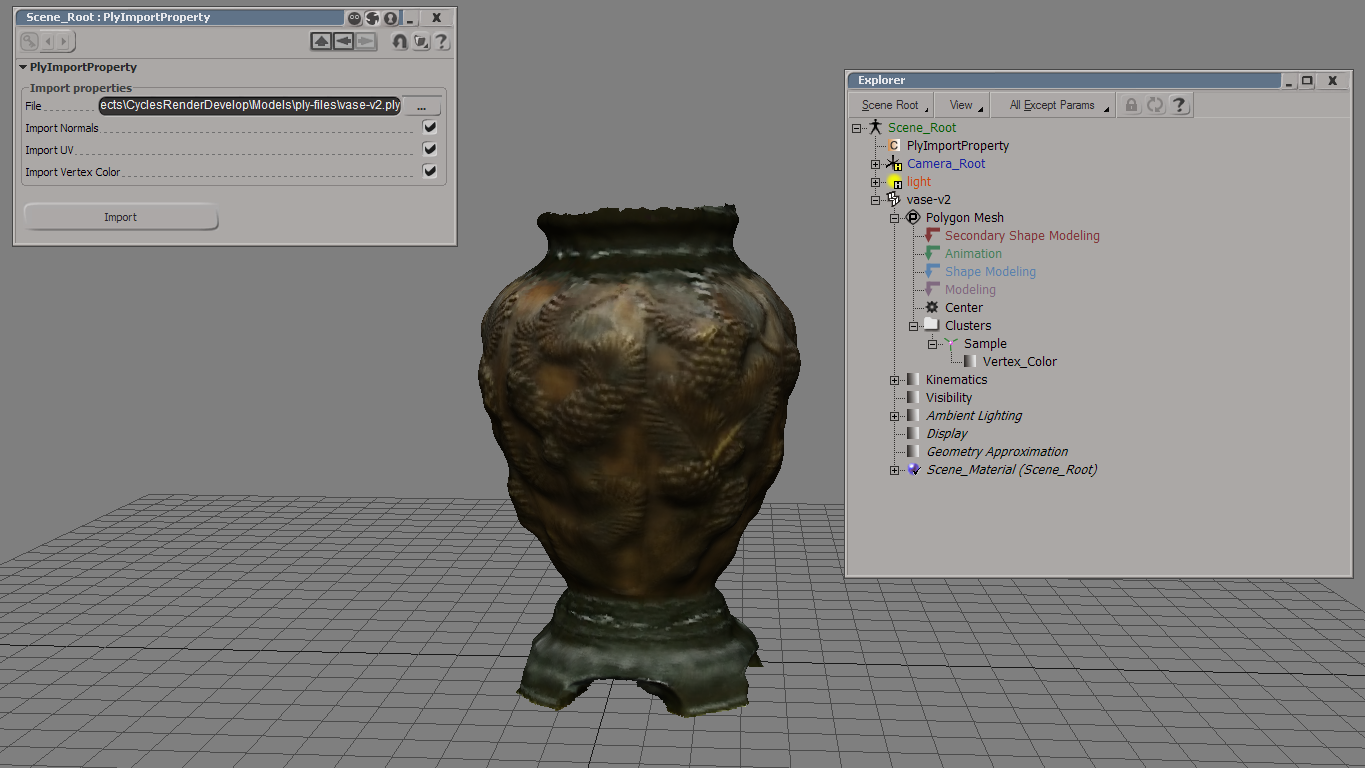 Scene_Root : PlyImportProperty
PlyImportProperty
Import properties
File ects\CyclesRenderDevelop\Models\ply-files\vase-v2.ply ...
Import Normals
Import UV
Import Vertex Color
Import
Explorer
Scene Root View All Except Params
Scene_Root
C PlyImportProperty
H Camera_Root
H light
vase-v2
P Polygon Mesh
Secondary Shape Modeling
Animation
Shape Modeling
Modeling
Center
Clusters
Sample
Vertex_Color
Kinematics
Visibility
Ambient Lighting
Display
Geometry Approximation
Scene_Material (Scene_Root)